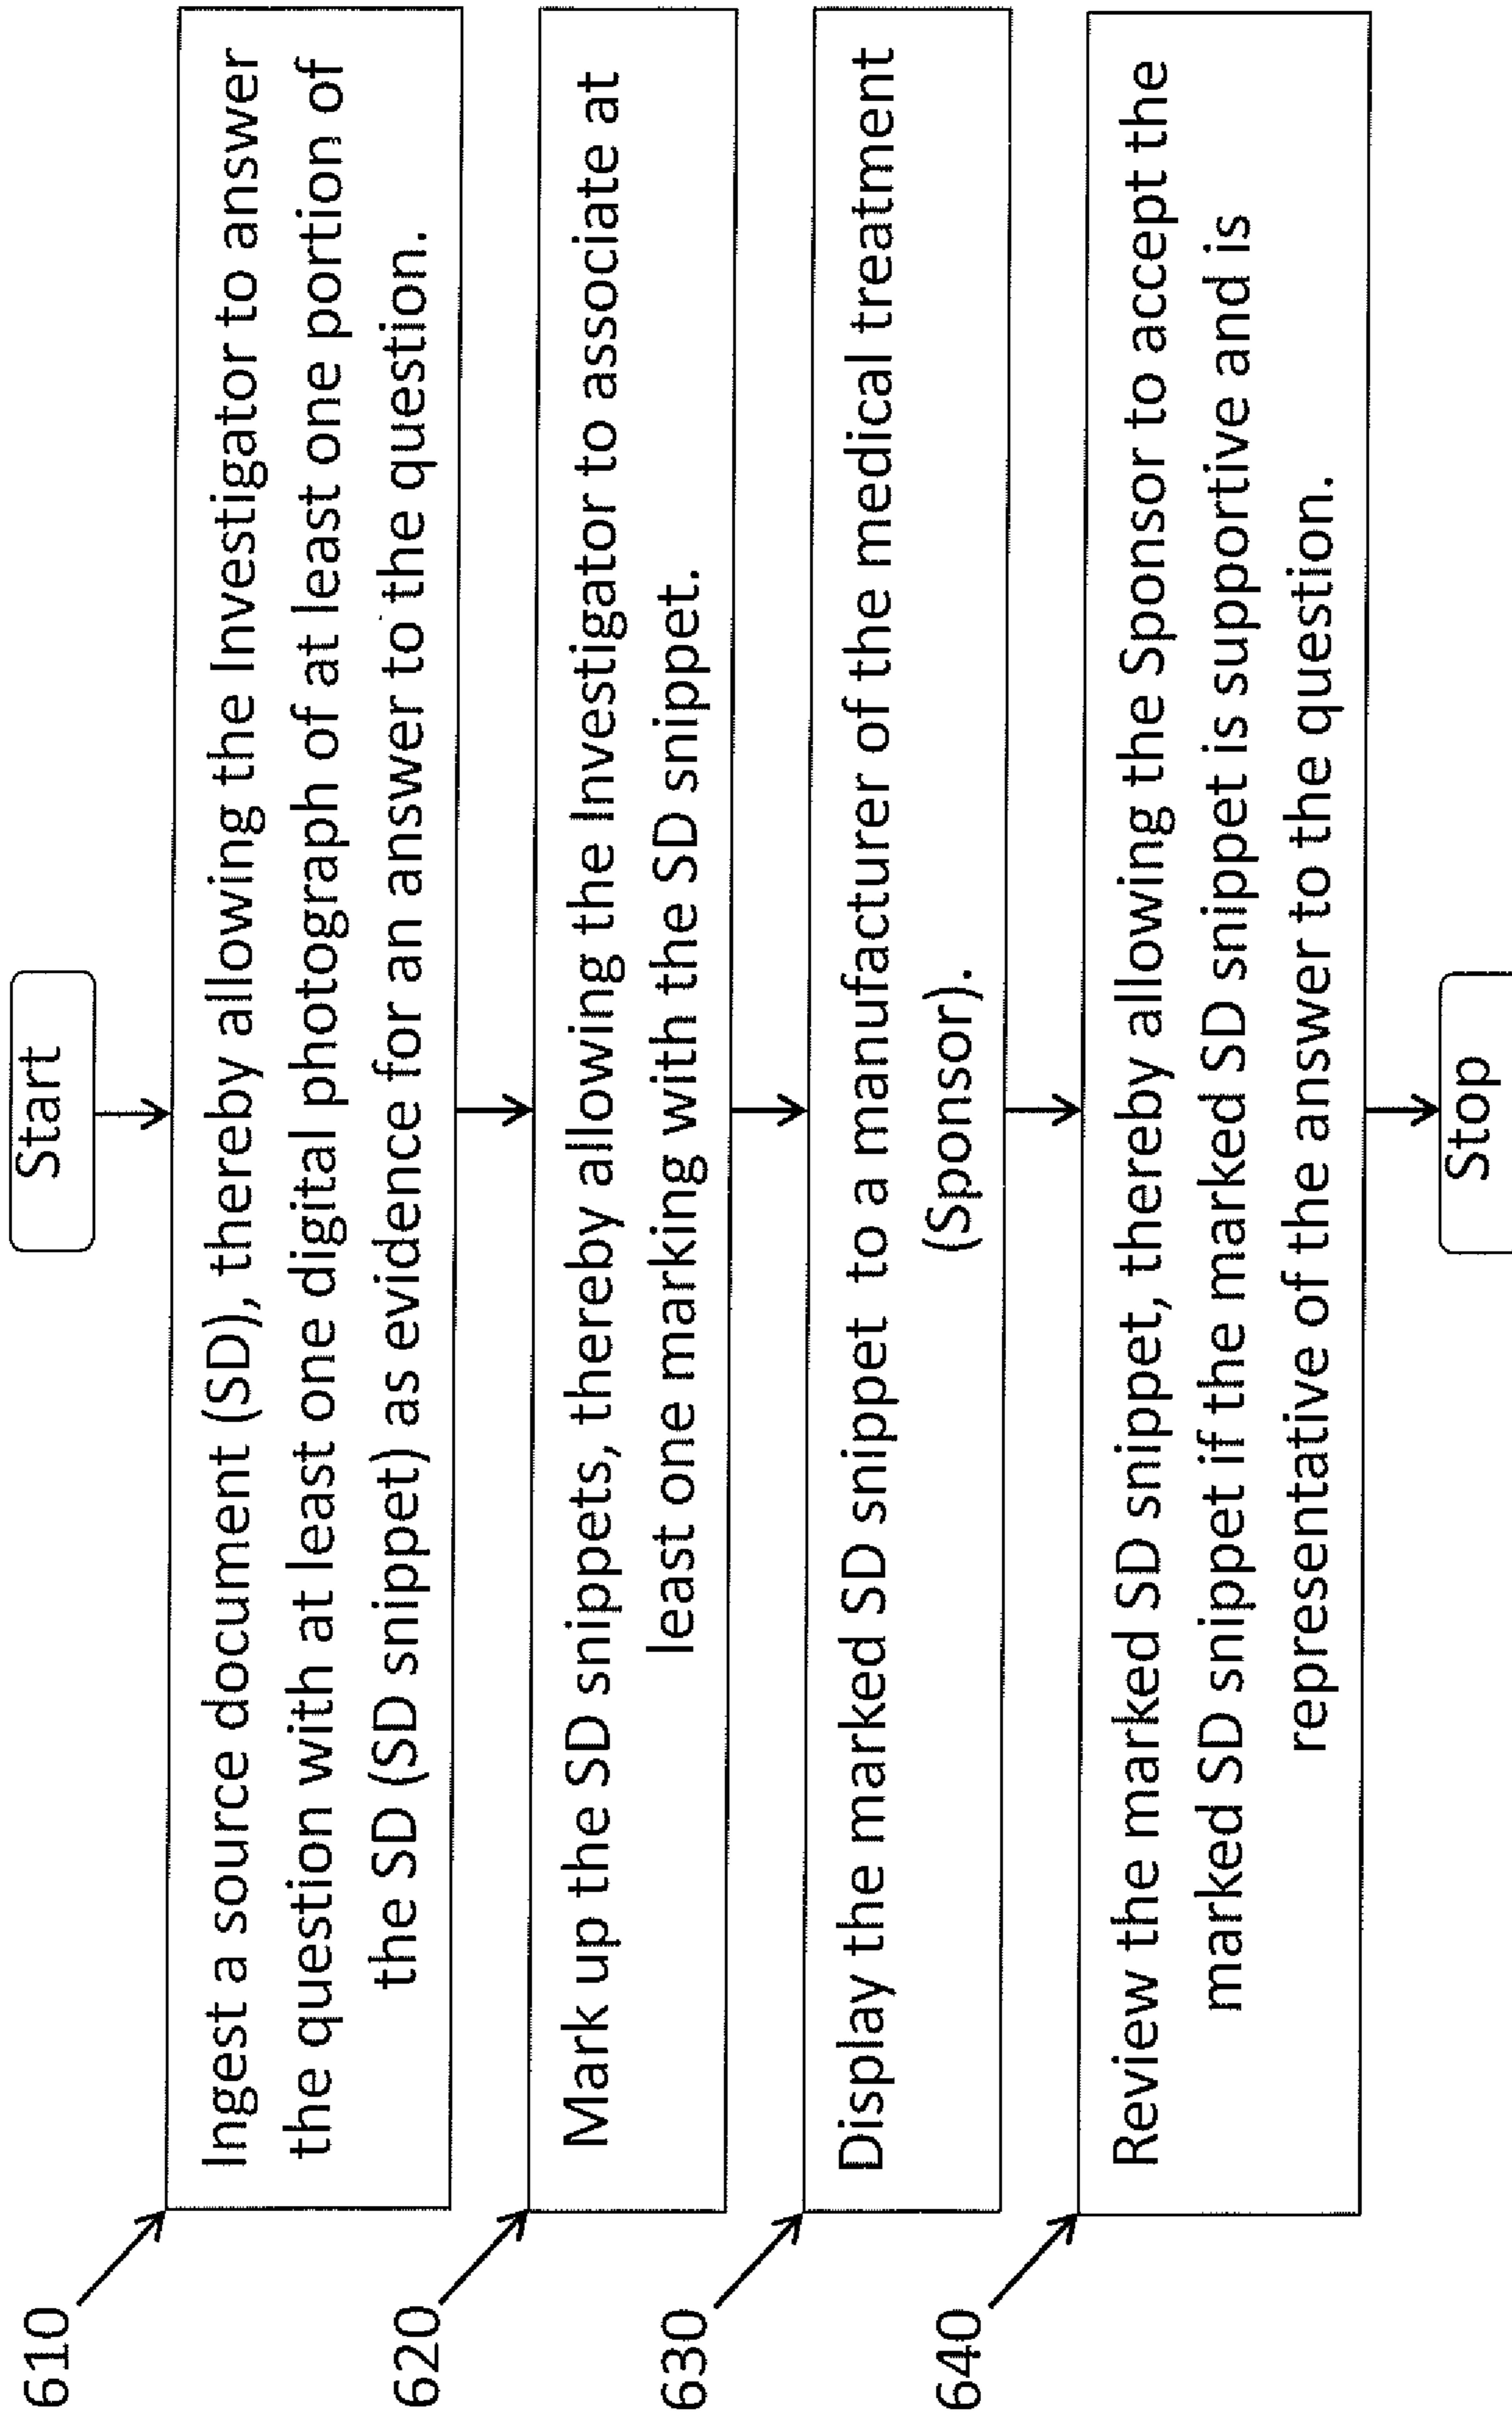 Start
610
Ingest a source document (SD), thereby allowing the Investigator to answer
the question with at least one digital photograph of at least one portion of
the SD (SD snippet) as evidence for an answer to the question.
620
Mark up the SD snippets, thereby allowing the Investigator to associate at
least one marking with the SD snippet.
630
Display the marked SD snippet to a manufacturer of the medical treatment
(Sponsor).
640
Review the marked SD snippet, thereby allowing the Sponsor to accept the
marked SD snippet if the marked SD snippet is supportive and is
representative of the answer to the question.
Stop